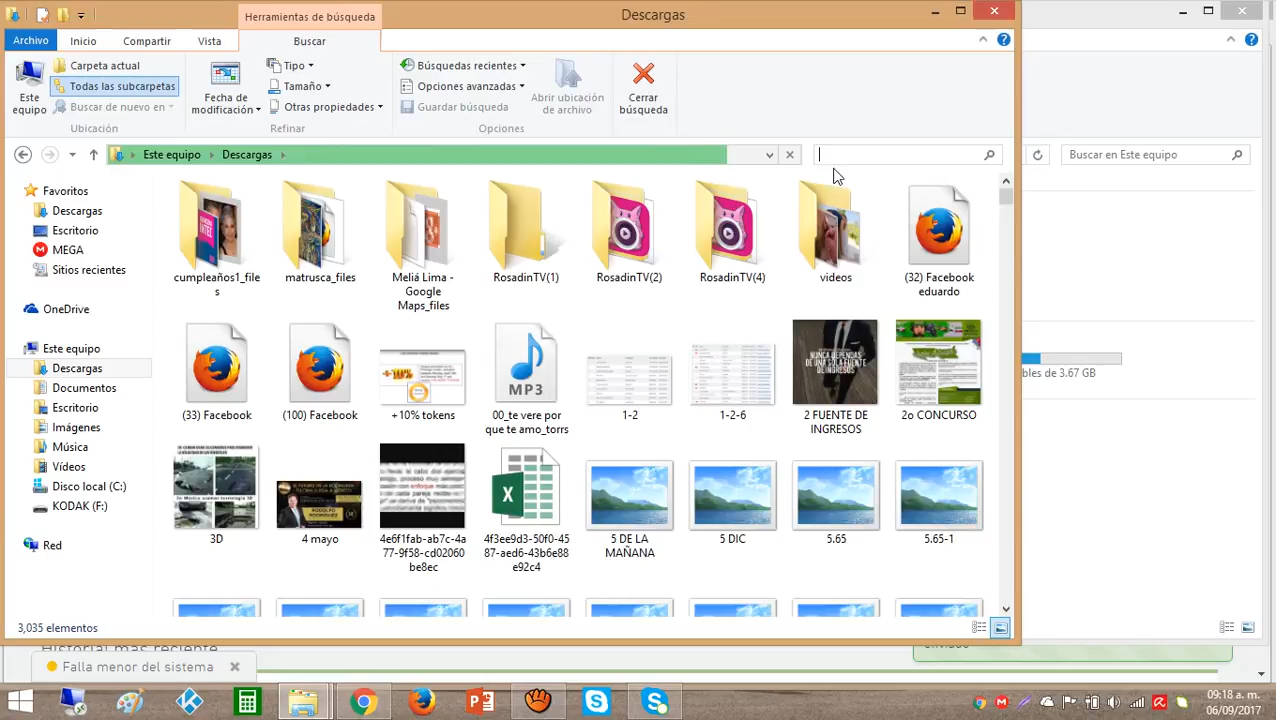 Herramientas de búsqueda
Descargas
Archivo
Inicio
Compartir
Vista
Buscar
Este equipo
Carpeta actual
Todas las subcarpetas
Buscar de nuevo en
Ubicación
Fecha de modificación
Tipo
Tamaño
Otras propiedades
Refinar
Búsquedas recientes
Opciones avanzadas
Guardar búsqueda
Opciones
Abrir ubicación de archivo
Cerrar búsqueda
Este equipo
Descargas
Buscar en Este equipo
Favoritos
Descargas
Escritorio
MEGA
Sitios recientes
OneDrive
Este equipo
Descargas
Documentos
Escritorio
Imágenes
Música
Vídeos
Disco local (C:)
KODAK (F:)
Red
cumpleaños1_files
matrusca_files
Meliá Lima - Google Maps_files
RosadinTV(1)
RosadinTV(2)
RosadinTV(4)
videos
(32) Facebook eduardo
(33) Facebook
(100) Facebook
+10% tokens
MP3
00_te vere por que te amo_torrs
1-2
1-2-6
NUNCA DEPENDAS DE UNA SOLA FUENTE DE INGRESOS
2 FUENTE DE INGRESOS
2o CONCURSO
3D
4 mayo
RODOLFO RODRIGUEZ
4e6f1fab-ab7c-4a77-9f58-cd02060be8ec
4f3ee9d3-50f0-4587-aed6-43b6e88e92c4
5 DE LA MAÑANA
5 DIC
5.65
5.65-1
bles de 3.67 GB
3,035 elementos
Historial más reciente
Enviado
Falla menor del sistema
09:18 a. m.
06/09/2017